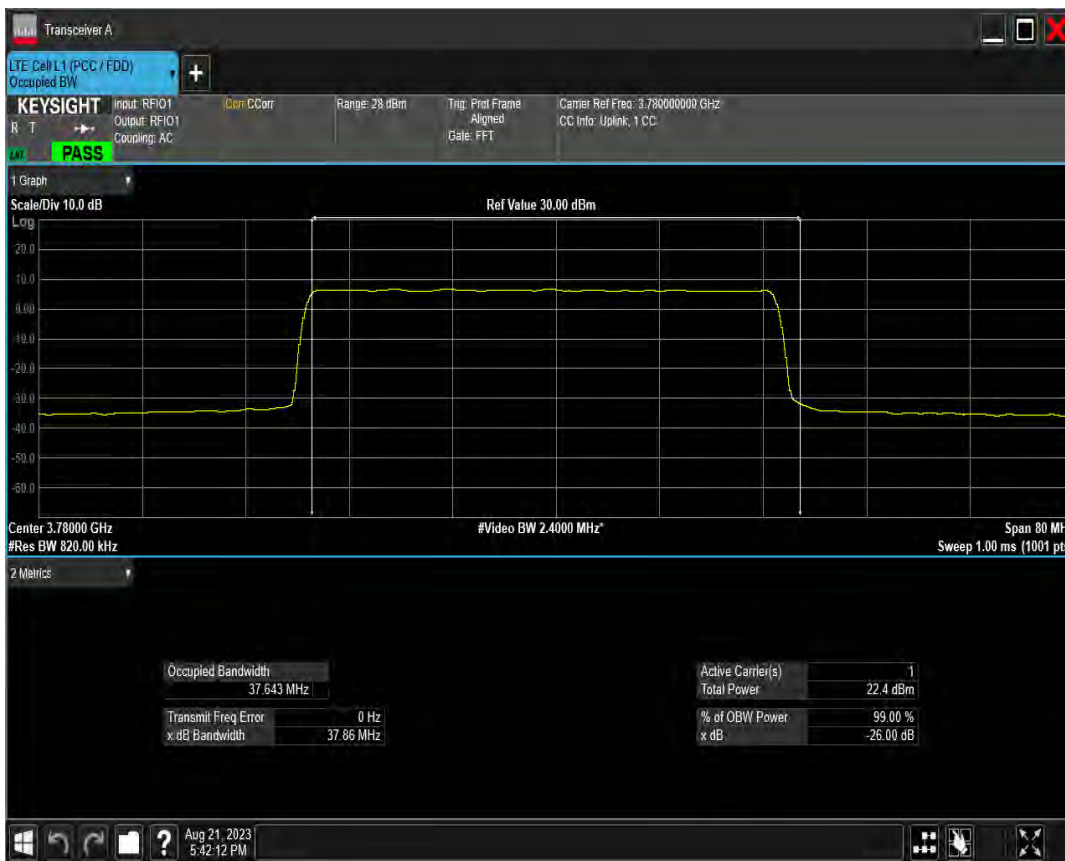 Transceiver A
LTE Cell L1 (PCC / FDD)
Occupied BW
+
KEYSIGHT
R T
PASS
Input: RFIO1
Output: RFIO1
Coupling: AC
Corr CCorr
Range: 28 dBm
Trig: Prot Frame
Aligned
Gate: FFT
Carrier Ref Freq: 3.780000000 GHz
CC Info: Uplink, 1 CC
1 Graph
Scale/Div 10.0 dB
Ref Value 30.00 dBm
Log
20.0
10.0
0.00
-10.0
-20.0
-30.0
-40.0
-50.0
-60.0
Center 3.78000 GHz
#Video BW 2.4000 MHz*
Span 80 MH
#Res BW 820.00 kHz
Sweep 1.00 ms (1001 pts
2 Metrics
Occupied Bandwidth
37.643 MHz
Transmit Freq Error 0 Hz
x dB Bandwidth 37.86 MHz
Active Carrier(s) 1
Total Power 22.4 dBm
% of OBW Power 99.00 %
x dB -26.00 dB
?
Aug 21, 2023
5:42:12 PM